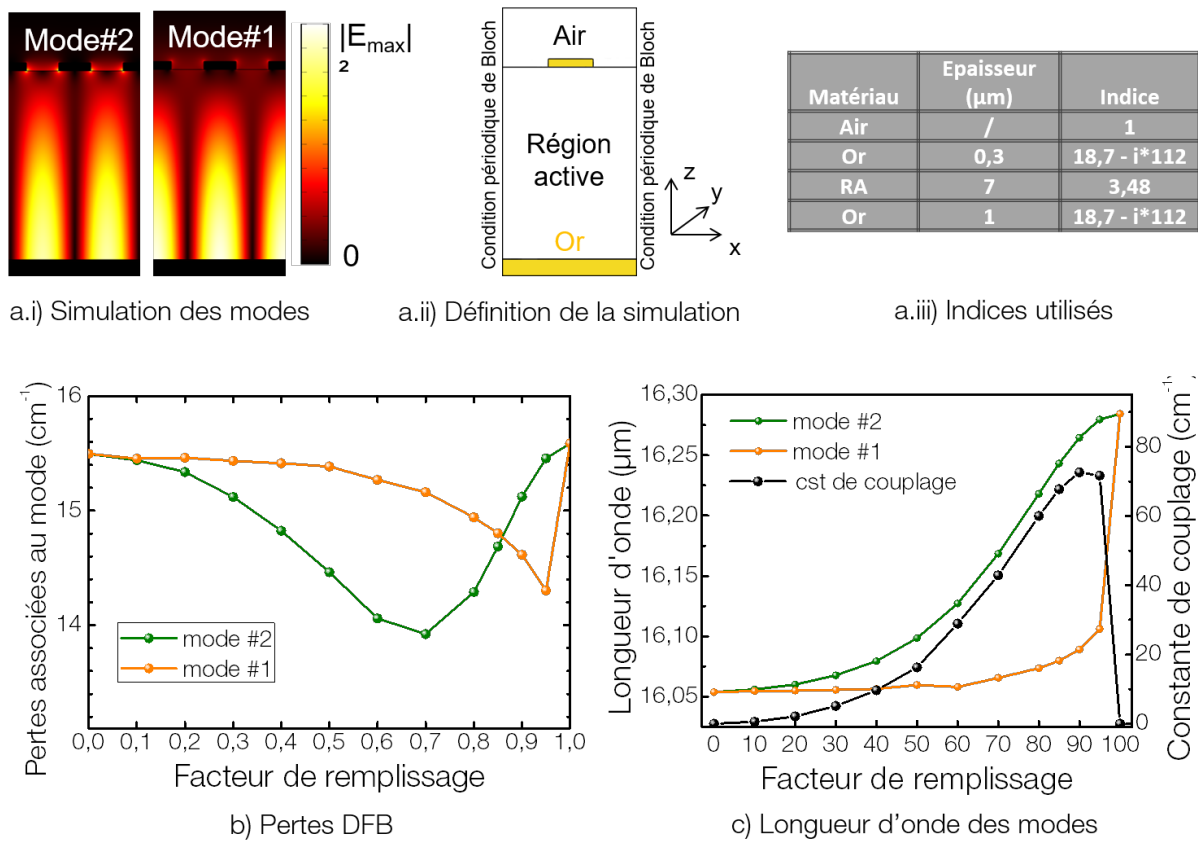 Mode#2 Mode#1 |Emax|
2
0
Condition périodique de Bloch
Air
Région
active
Or
Condition périodique de Bloch
z
y
x
Matériau Epaisseur (µm) Indice
Air / 1
Or 0,3 18,7 - i*112
RA 7 3,48
Or 1 18,7 - i*112
a.i) Simulation des modes
a.ii) Définition de la simulation
a.iii) Indices utilisés
Pertes associées au mode (cm-1)
16
15
14
mode #2
mode #1
0,0 0,1 0,2 0,3 0,4 0,5 0,6 0,7 0,8 0,9 1,0
Facteur de remplissage
b) Pertes DFB
Longueur d'onde (µm)
16,30
16,25
16,20
16,15
16,10
16,05
mode #2
mode #1
cst de couplage
80
60
40
20
0
Constante de couplage (cm-1)
0 10 20 30 40 50 60 70 80 90 100
Facteur de remplissage
c) Longueur d'onde des modes